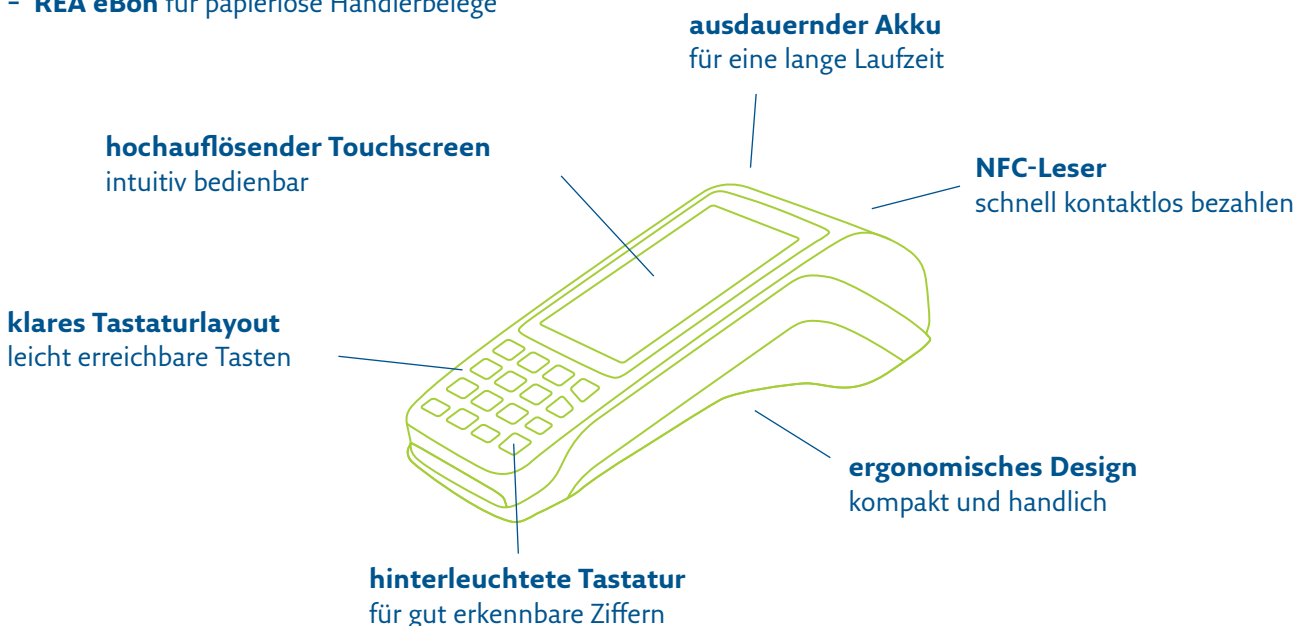 – REA eBon für papierlose Händlerbelege
ausdauernder Akku
für eine lange Laufzeit
hochauflösender Touchscreen
intuitiv bedienbar
NFC-Leser
schnell kontaktlos bezahlen
klares Tastaturlayout
leicht erreichbare Tasten
ergonomisches Design
kompakt und handlich
hinterleuchtete Tastatur
für gut erkennbare Ziffern